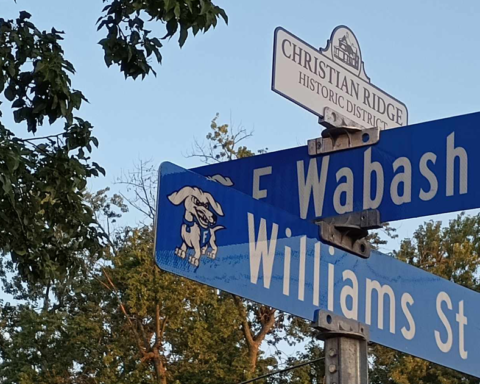 CHRISTIAN RIDGE
HISTORIC DISTRICT
E Wabash
Williams St